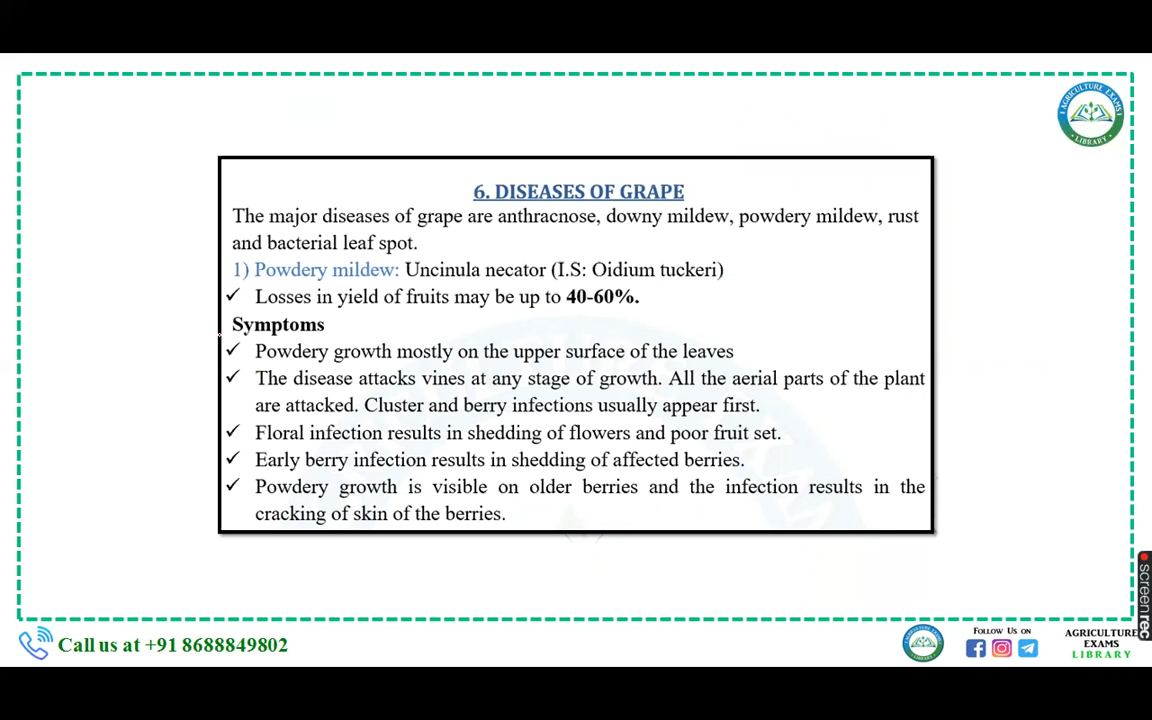 AGRICULTURE EXAMS
LIBRARY
6. DISEASES OF GRAPE
The major diseases of grape are anthracnose, downy mildew, powdery mildew, rust
and bacterial leaf spot.
1) Powdery mildew: Uncinula necator (I.S: Oidium tuckeri)
✓ Losses in yield of fruits may be up to 40-60%.
Symptoms
✓ Powdery growth mostly on the upper surface of the leaves
✓ The disease attacks vines at any stage of growth. All the aerial parts of the plant
are attacked. Cluster and berry infections usually appear first.
✓ Floral infection results in shedding of flowers and poor fruit set.
✓ Early berry infection results in shedding of affected berries.
✓ Powdery growth is visible on older berries and the infection results in the
cracking of skin of the berries.
Call us at +91 8688849802
FOLLOW US ON
AGRICULTURE
EXAMS
LIBRARY
screenrec